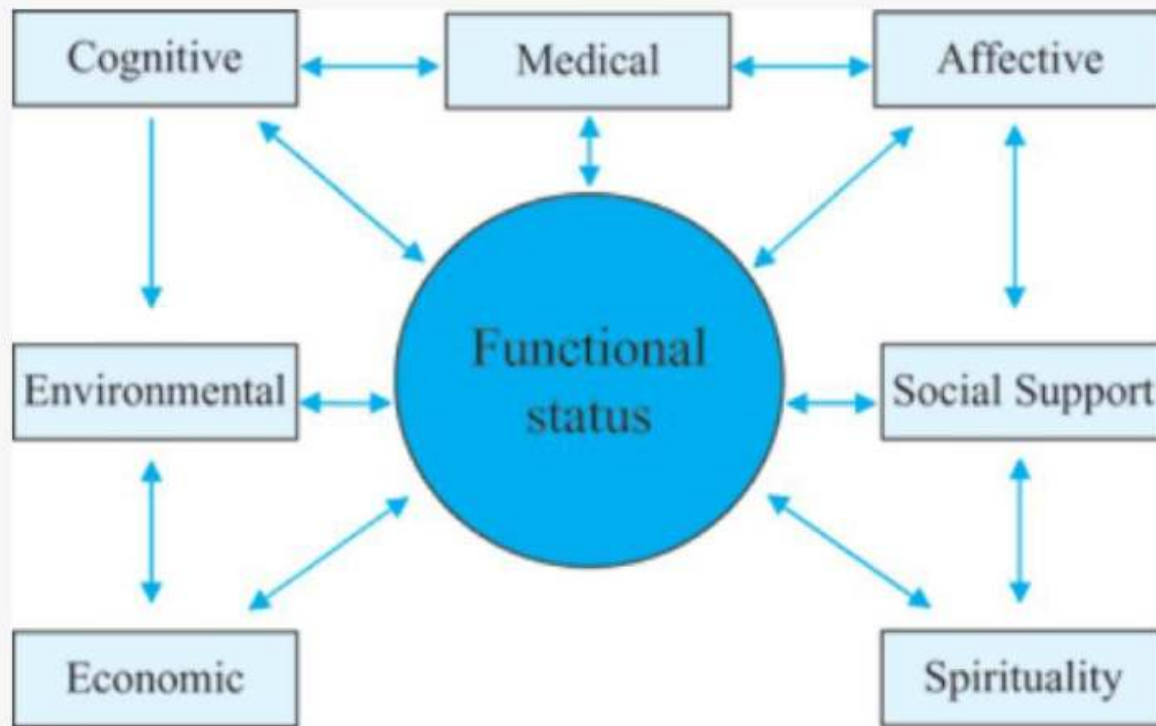 Cognitive
Medical
Affective
Functional
status
Environmental
Social Support
Economic
Spirituality